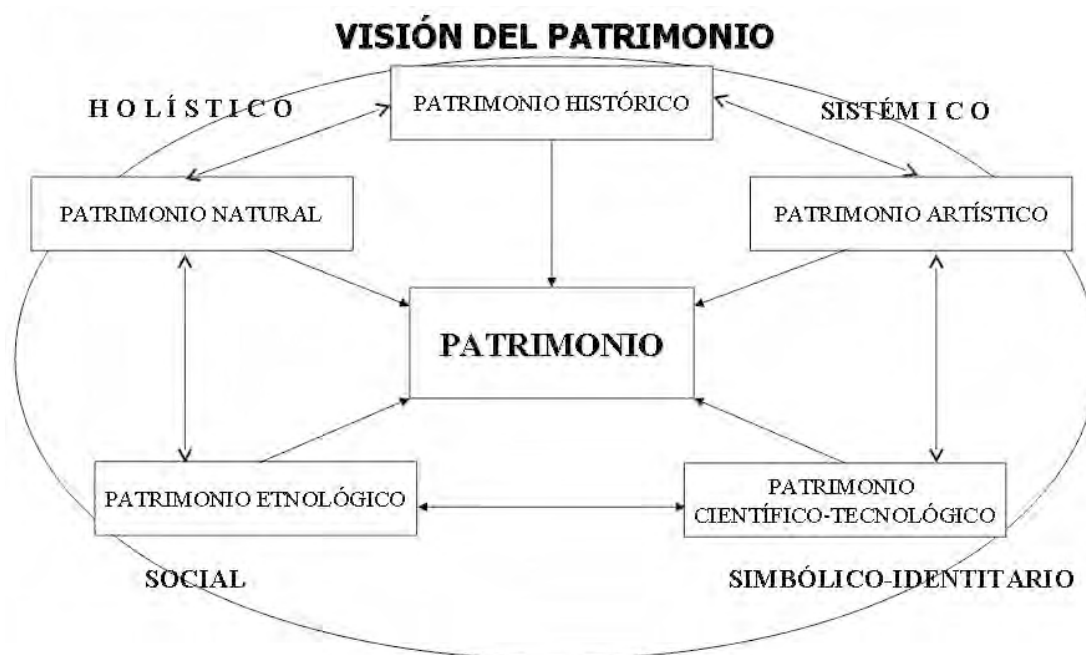 VISIÓN DEL PATRIMONIO
HOLÍSTICO
PATRIMONIO HISTÓRICO
SISTÉMICO
PATRIMONIO NATURAL
PATRIMONIO ARTÍSTICO
PATRIMONIO
PATRIMONIO ETNOLÓGICO
PATRIMONIO
CIENTÍFICO-TECNOLÓGICO
SOCIAL
SIMBÓLICO-IDENTITARIO